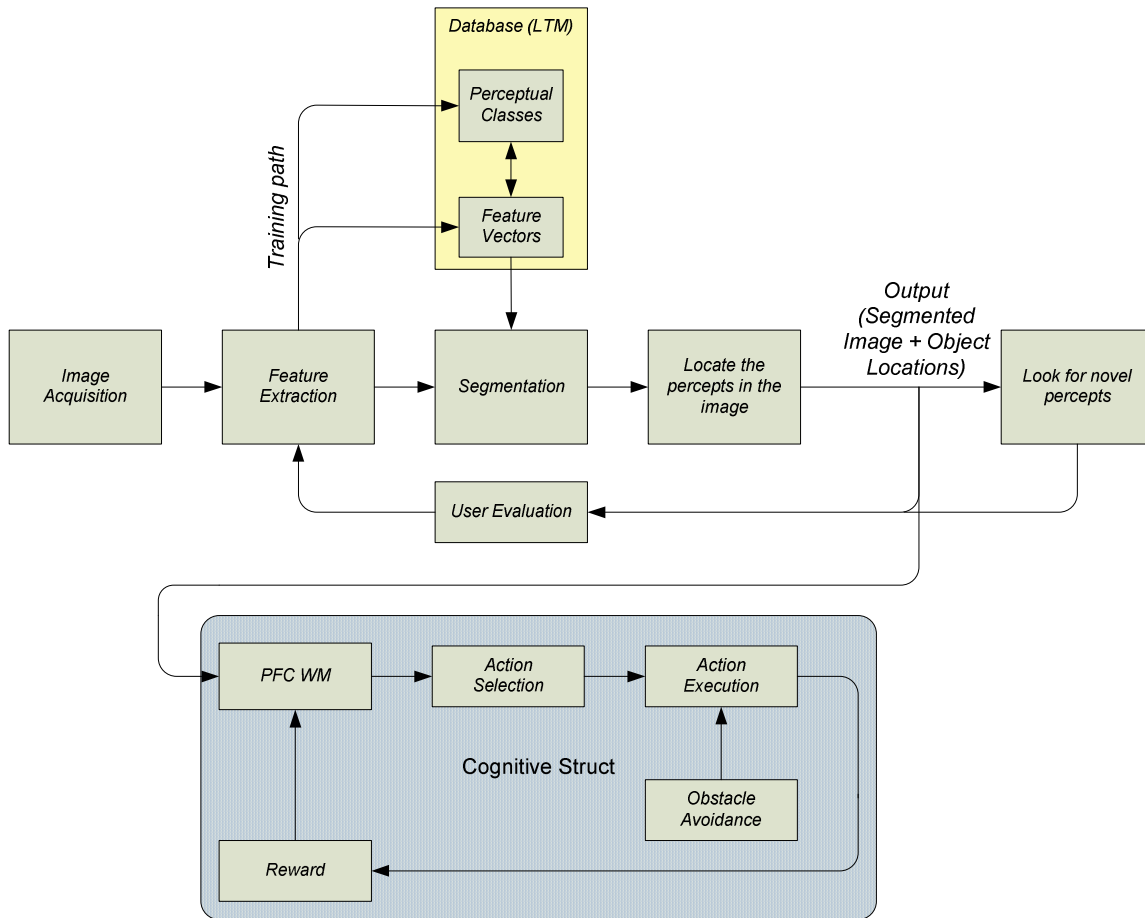 Database (LTM)
Perceptual
Classes
Training path
Feature
Vectors
Output
(Segmented
Image + Object
Locations)
Image
Acquisition
Feature
Extraction
Segmentation
Locate the
percepts in the
image
Look for novel
percepts
User Evaluation
PFC WM
Action
Selection
Action
Execution
Cognitive Struct
Obstacle
Avoidance
Reward